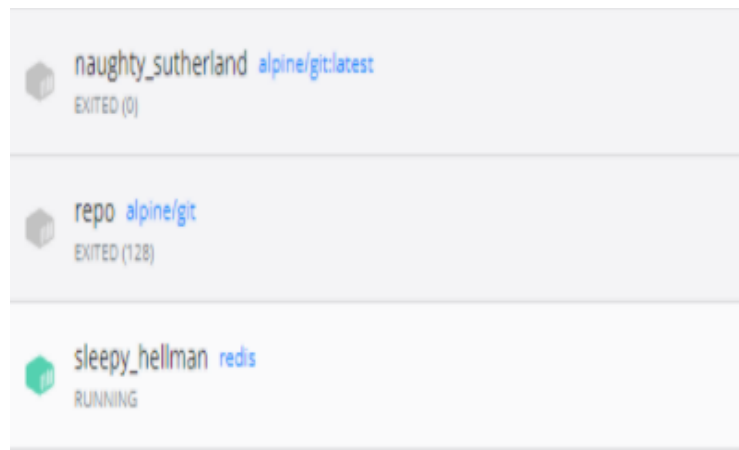 naughty_sutherland alpine/git:latest
EXITED (0)
repo alpine/git
EXITED (128)
sleepy_hellman redis
RUNNING